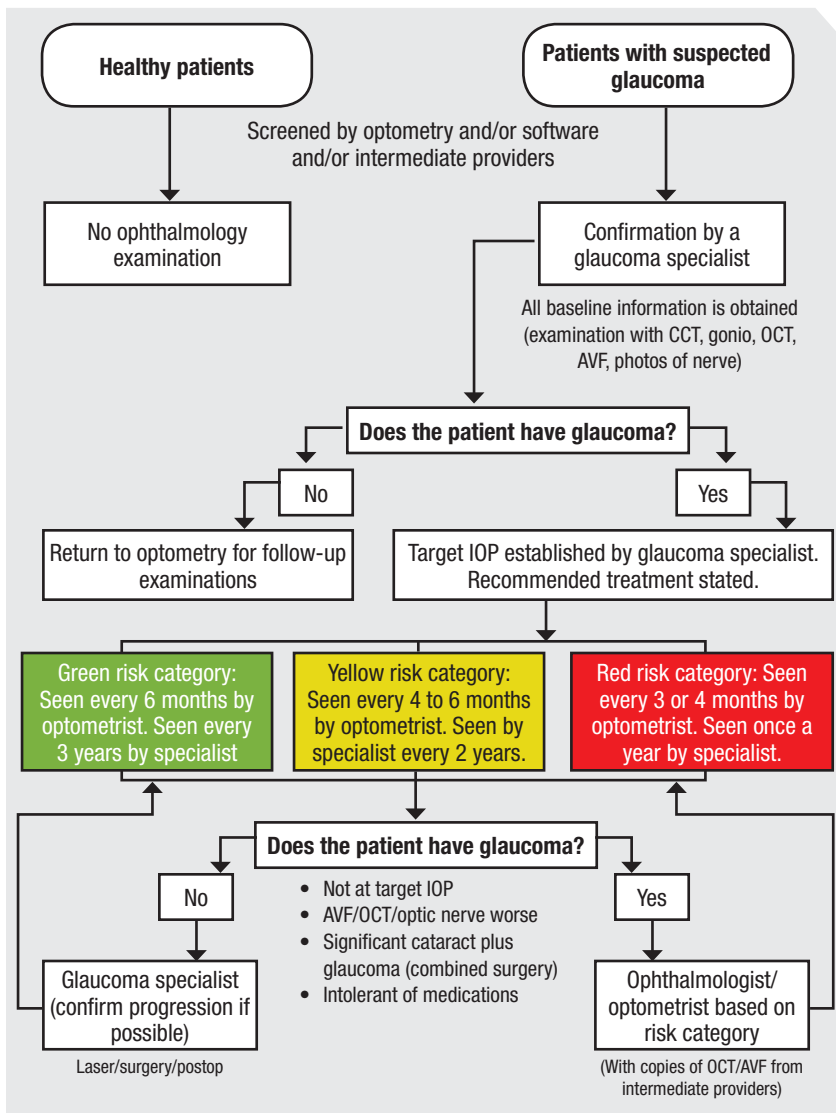 Healthy patients
Patients with suspected
glaucoma
Screened by optometry and/or software
and/or intermediate providers
No ophthalmology
examination
Confirmation by a
glaucoma specialist
All baseline information is obtained
(examination with CCT, gonio, OCT,
AVF, photos of nerve)
Does the patient have glaucoma?
No
Yes
Return to optometry for follow-up
examinations
Target IOP established by glaucoma specialist.
Recommended treatment stated.
Green risk category:
Seen every 6 months by
optometrist. Seen every
3 years by specialist
Yellow risk category:
Seen every 4 to 6 months
by optometrist. Seen by
specialist every 2 years.
Red risk category: Seen
every 3 or 4 months by
optometrist. Seen once a
year by specialist.
Does the patient have glaucoma?
No
• Not at target IOP
• AVF/OCT/optic nerve worse
• Significant cataract plus
glaucoma (combined surgery)
• Intolerant of medications
Yes
Glaucoma specialist
(confirm progression if
possible)
Laser/surgery/postop
Ophthalmologist/
optometrist based on
risk category
(With copies of OCT/AVF from
intermediate providers)